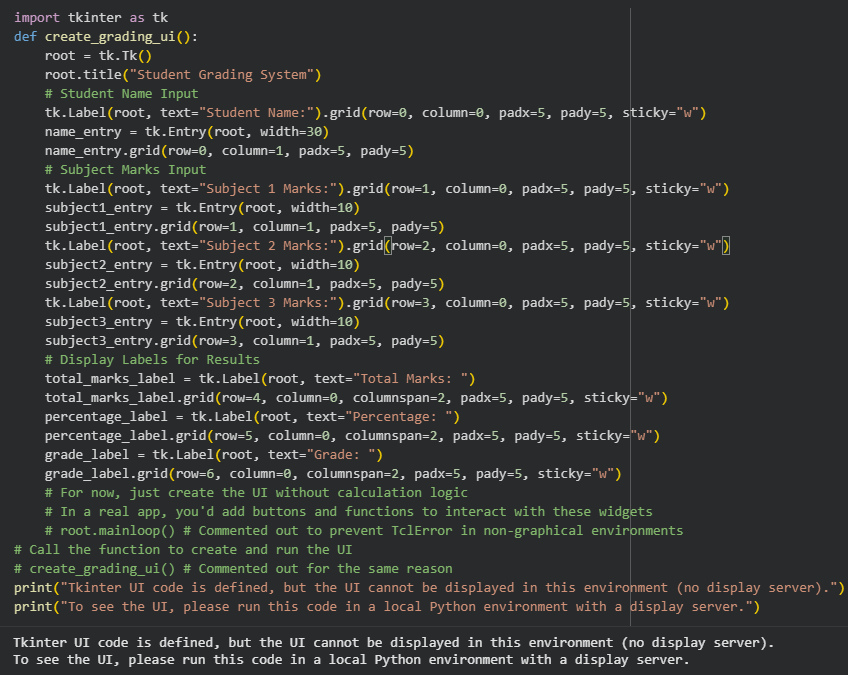 import tkinter as tk
def create_grading_ui():
    root = tk.Tk()
    root.title("Student Grading System")
    # Student Name Input
    tk.Label(root, text="Student Name:").grid(row=0, column=0, padx=5, pady=5, sticky="w")
    name_entry = tk.Entry(root, width=30)
    name_entry.grid(row=0, column=1, padx=5, pady=5)
    # Subject Marks Input
    tk.Label(root, text="Subject 1 Marks:").grid(row=1, column=0, padx=5, pady=5, sticky="w")
    subject1_entry = tk.Entry(root, width=10)
    subject1_entry.grid(row=1, column=1, padx=5, pady=5)
    tk.Label(root, text="Subject 2 Marks:").grid(row=2, column=0, padx=5, pady=5, sticky="w")
    subject2_entry = tk.Entry(root, width=10)
    subject2_entry.grid(row=2, column=1, padx=5, pady=5)
    tk.Label(root, text="Subject 3 Marks:").grid(row=3, column=0, padx=5, pady=5, sticky="w")
    subject3_entry = tk.Entry(root, width=10)
    subject3_entry.grid(row=3, column=1, padx=5, pady=5)
    # Display Labels for Results
    total_marks_label = tk.Label(root, text="Total Marks: ")
    total_marks_label.grid(row=4, column=0, columnspan=2, padx=5, pady=5, sticky="w")
    percentage_label = tk.Label(root, text="Percentage: ")
    percentage_label.grid(row=5, column=0, columnspan=2, padx=5, pady=5, sticky="w")
    grade_label = tk.Label(root, text="Grade: ")
    grade_label.grid(row=6, column=0, columnspan=2, padx=5, pady=5, sticky="w")
    # For now, just create the UI without calculation logic
    # In a real app, you'd add buttons and functions to interact with these widgets
    # root.mainloop() # Commented out to prevent TclError in non-graphical environments
# Call the function to create and run the UI
# create_grading_ui() # Commented out for the same reason
print("Tkinter UI code is defined, but the UI cannot be displayed in this environment (no display server).")
print("To see the UI, please run this code in a local Python environment with a display server.")
Tkinter UI code is defined, but the UI cannot be displayed in this environment (no display server).
To see the UI, please run this code in a local Python environment with a display server.